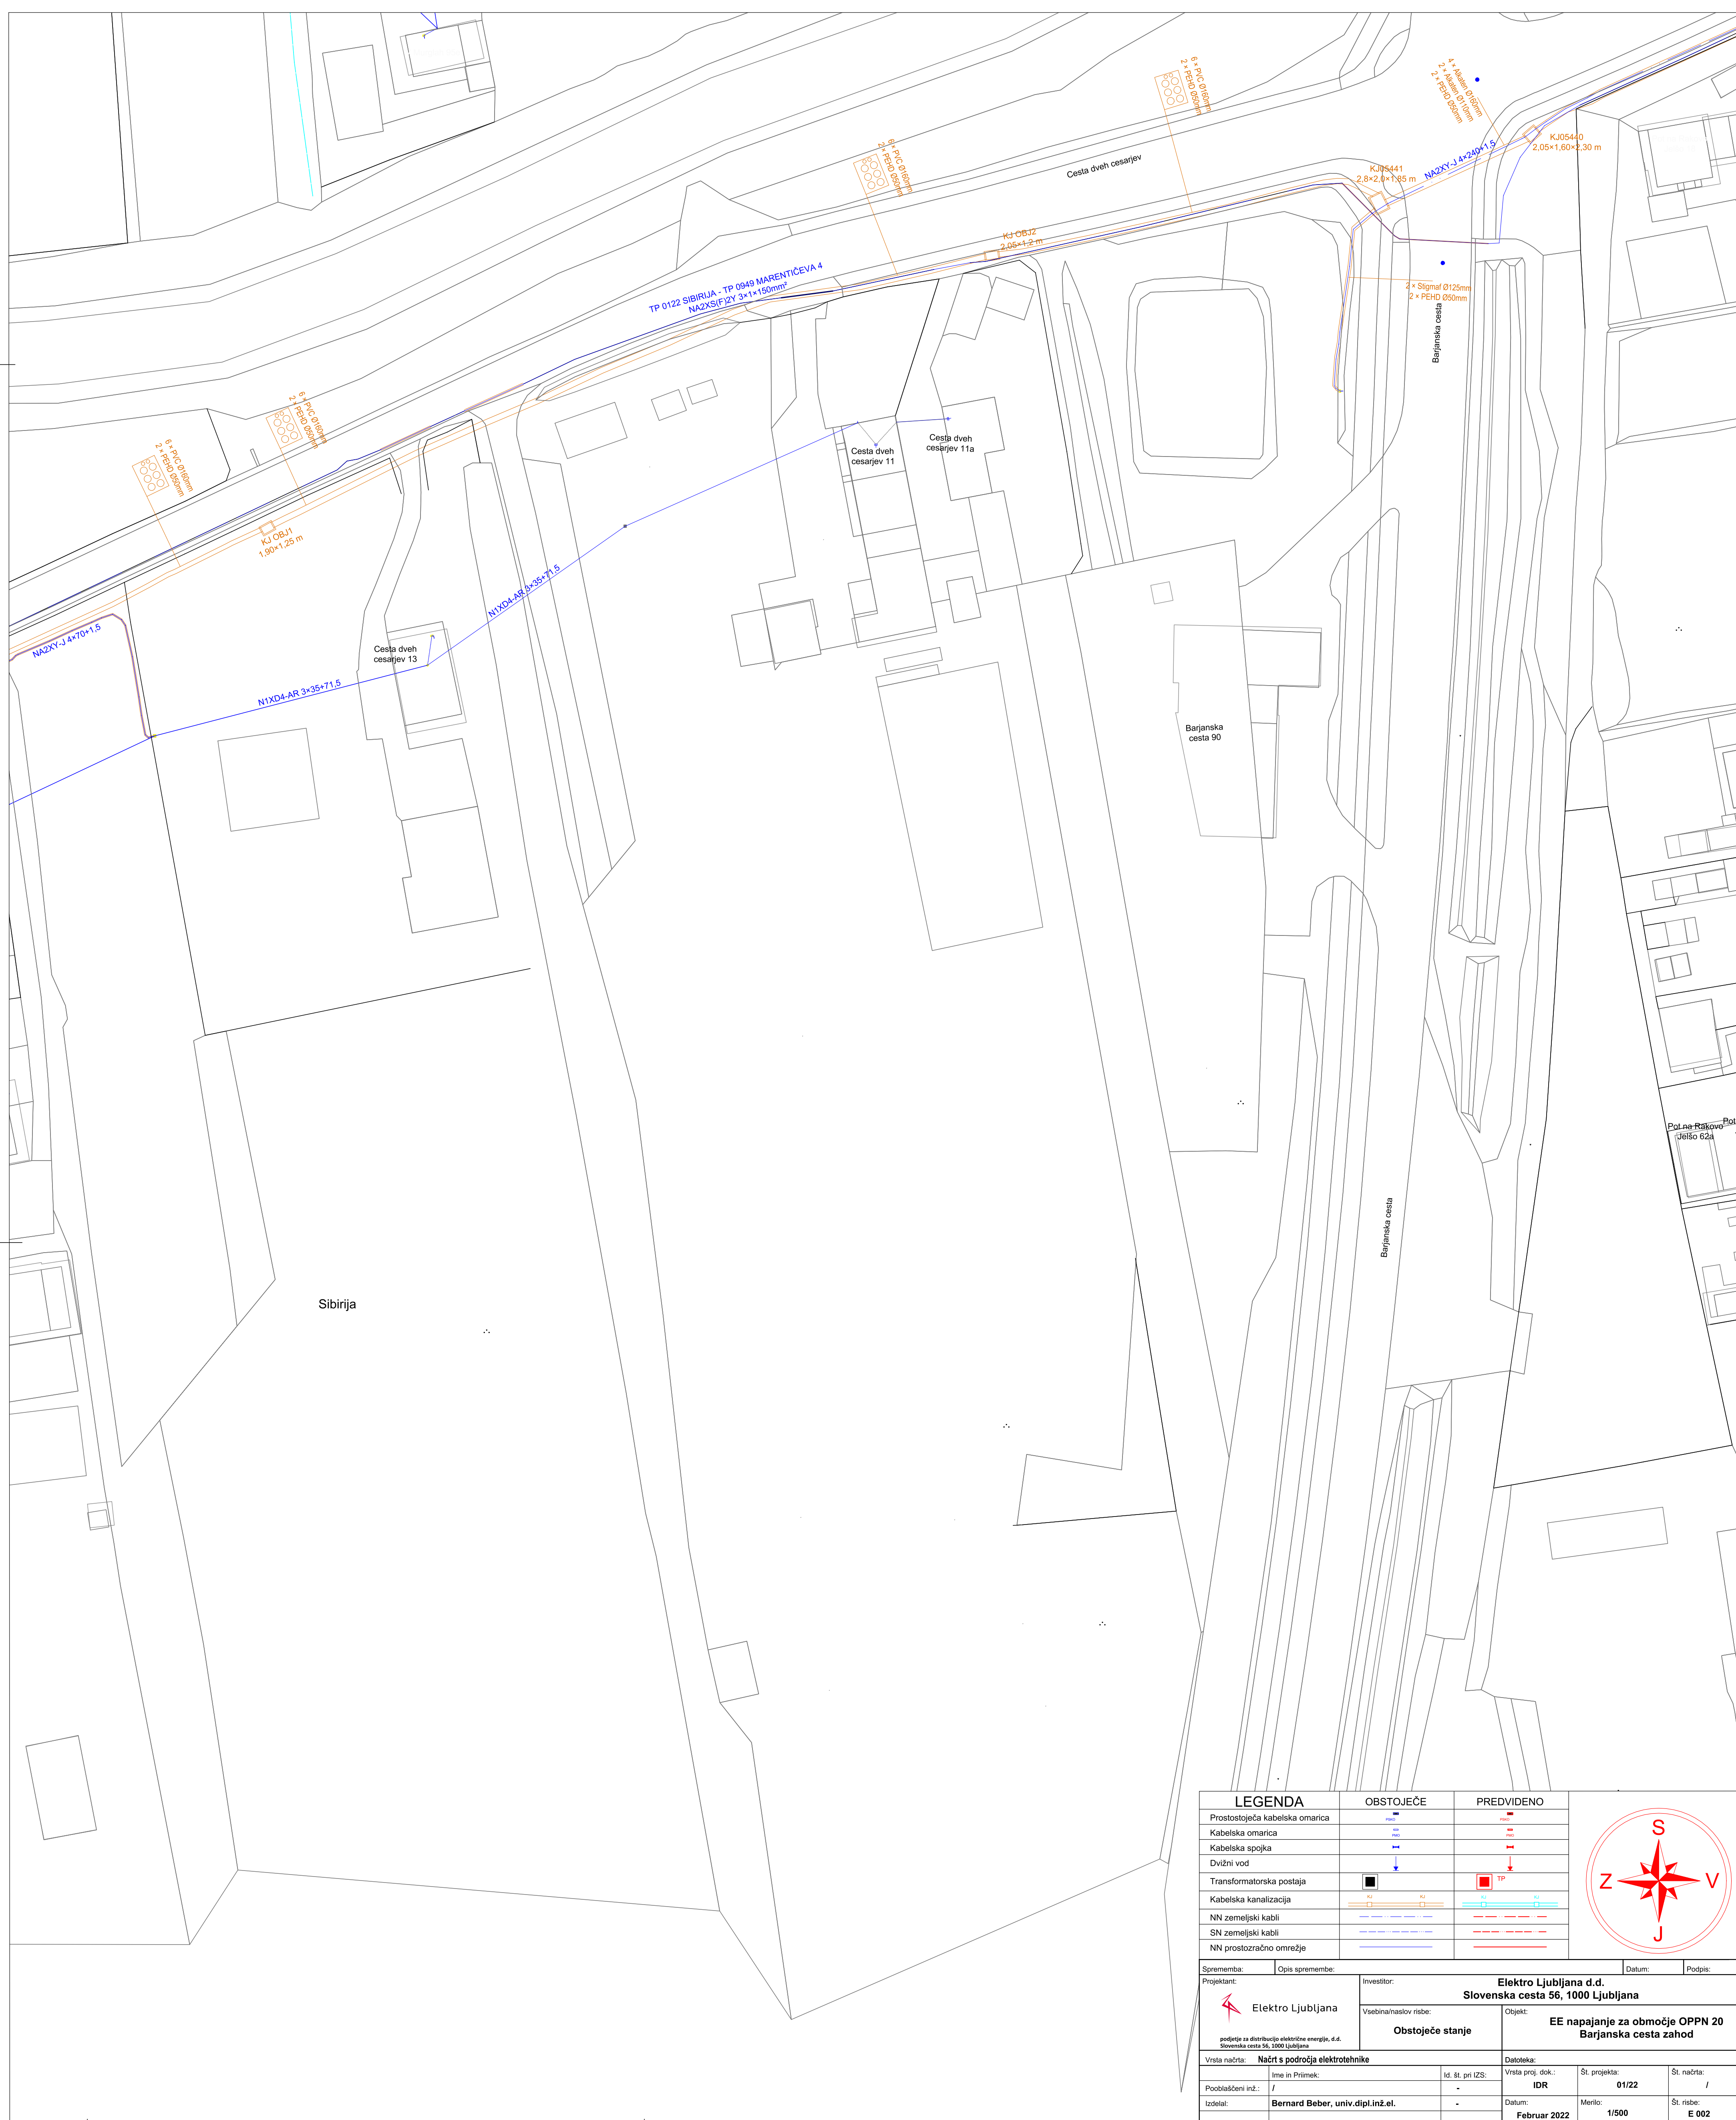 6 × PVC Ø160mm
2 × PEHD Ø50mm
4 × Alkaten Ø160mm
2 × Alkaten Ø110mm
2 × PEHD Ø50mm
6 × PVC Ø160mm
2 × PEHD Ø50mm
Cesta dveh cesarjev
KJ05440
2,05×1,60×2,30 m
NA2XY-J 4×240+1,5
KJ05441
2,8×2,0×1,85 m
KJ OBJ2
2,05×1,2 m
TP 0122 SIBIRIJA - TP 0949 MARENTIČEVA 4
NA2XS(F)2Y 3×1×150mm²
2 × Stigmaf Ø125mm
2 × PEHD Ø50mm
Barjanska cesta
6 × PVC Ø160mm
2 × PEHD Ø50mm
6 × PVC Ø160mm
2 × PEHD Ø50mm
Cesta dveh
cesarjev 11
Cesta dveh
cesarjev 11a
KJ OBJ1
1,90×1,25 m
N1XD4-AR 3×35+71,5
NA2XY-J 4×70+1,5
Cesta dveh
cesarjev 13
N1XD4-AR 3×35+71,5
Barjanska
cesta 90
Pot na Rakovo
Jelšo 62a
Pot
Barjanska cesta
Sibirija
LEGENDA OBSTOJEČE PREDVIDENO
Prostostoječa kabelska omarica
Kabelska omarica
Kabelska spojka
Dvižni vod
Transformatorska postaja TP
Kabelska kanalizacija KJ KJ KJ KJ
NN zemeljski kabli
SN zemeljski kabli
NN prostozračno omrežje
S
Z V
J
Sprememba: Opis spremembe: Datum: Podpis:
Projektant:
Elektro Ljubljana
podjetje za distribucijo električne energije, d.d.
Slovenska cesta 56, 1000 Ljubljana
Investitor:
Elektro Ljubljana d.d.
Slovenska cesta 56, 1000 Ljubljana
Vsebina/naslov risbe:
Obstoječe stanje
Objekt:
EE napajanje za območje OPPN 20
Barjanska cesta zahod
Vrsta načrta: Načrt s področja elektrotehnike
Datoteka:
Ime in Priimek: Id. št. pri IZS:
Pooblaščeni inž.: / -
Izdelal: Bernard Beber, univ.dipl.inž.el. -
Vrsta proj. dok.: Št. projekta: Št. načrta:
IDR 01/22 /
Datum: Merilo: Št. risbe:
Februar 2022 1/500 E 002